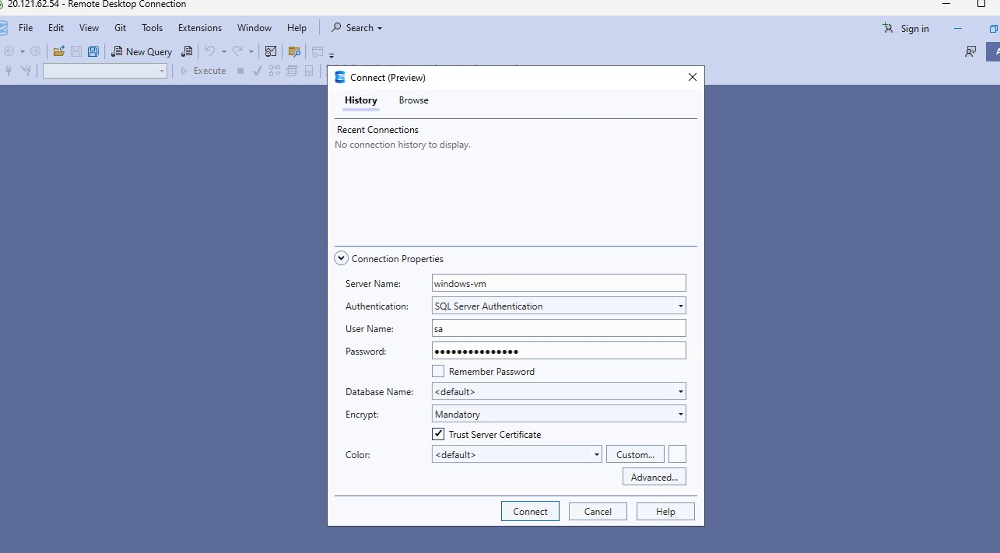 20.121.62.54 - Remote Desktop Connection
File Edit View Git Tools Extensions Window Help Search Sign in
New Query
Execute
Connect (Preview)
History Browse
Recent Connections
No connection history to display.
Connection Properties
Server Name: windows-vm
Authentication: SQL Server Authentication
User Name: sa
Password: •••••••••••••••
Remember Password
Database Name: <default>
Encrypt: Mandatory
Trust Server Certificate
Color: <default> Custom...
Advanced...
Connect Cancel Help